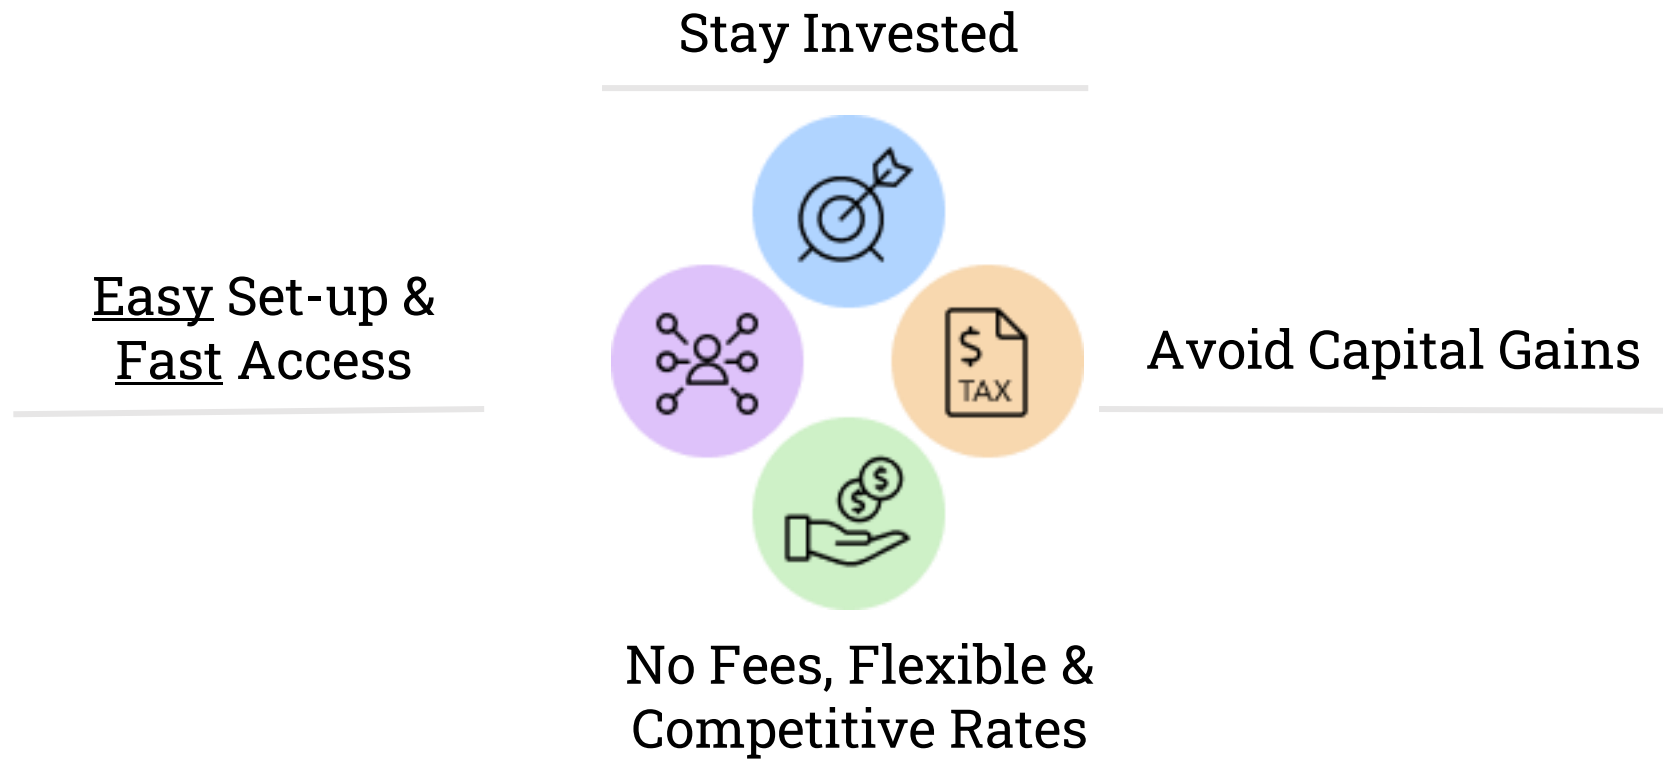 Stay Invested
Easy Set-up &
Fast Access
$
TAX
Avoid Capital Gains
$
$
No Fees, Flexible &
Competitive Rates